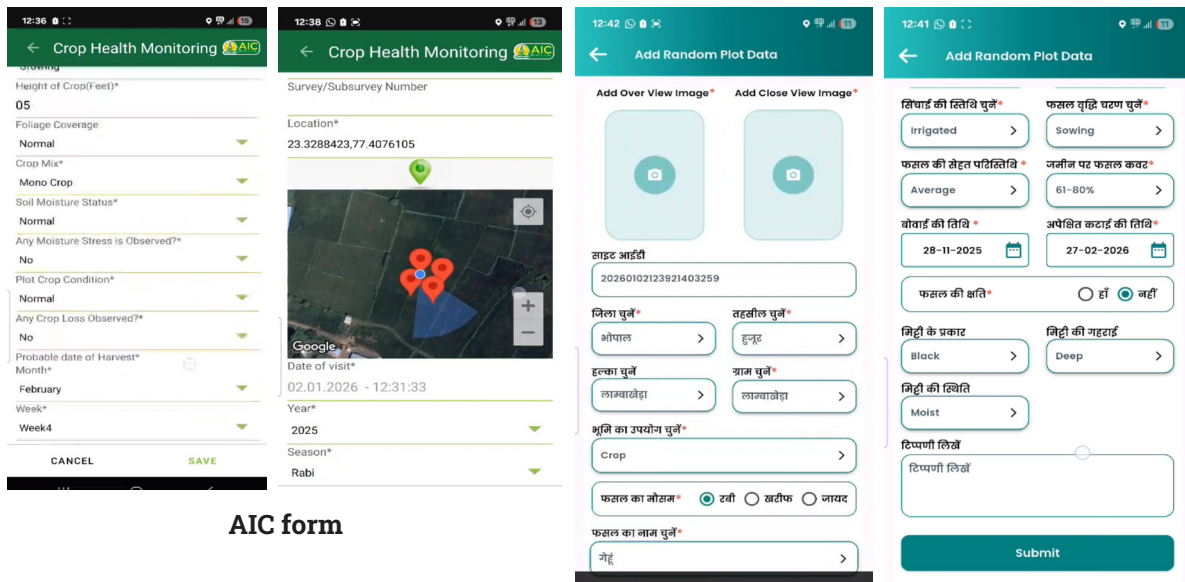 12:36
15
Crop Health Monitoring AIC
Growing
Height of Crop(Feet)*
05
Foliage Coverage
Normal
Crop Mix*
Mono Crop
Soil Moisture Status*
Normal
Any Moisture Stress is Observed?*
No
Plot Crop Condition*
Normal
Any Crop Loss Observed?*
No
Probable date of Harvest*
Month*
February
Week*
Week4
CANCEL SAVE
12:38
13
Crop Health Monitoring AIC
Survey/Subsurvey Number
Location*
23.3288423,77.4076105
Google
Date of visit*
02.01.2026 - 12:31:33
Year*
2025
Season*
Rabi
AIC form
12:42
11
Add Random Plot Data
Add Over View Image* Add Close View Image*
साइट आईडी
20260102123921403259
जिला चुनें* तहसील चुनें*
भोपाल हुजूर
हल्का चुनें ग्राम चुनें*
लाम्बाखेड़ा लाम्बाखेड़ा
भूमि का उपयोग चुनें*
Crop
फसल का मौसम* रबी खरीफ जायद
फसल का नाम चुनें*
गेहूं
12:41
11
Add Random Plot Data
सिंचाई की स्तिथि चुनें* फसल वृद्धि चरण चुनें*
Irrigated Sowing
फसल की सेहत परिस्तिथि * जमीन पर फसल कवर*
Average 61-80%
बोवाई की तिथि * अपेक्षित कटाई की तिथि*
28-11-2025 27-02-2026
फसल की क्षति* हाँ नहीं
मिट्टी के प्रकार मिट्टी की गहराई
Black Deep
मिट्टी की स्थिति
Moist
टिप्पणी लिखें
टिप्पणी लिखें
Submit